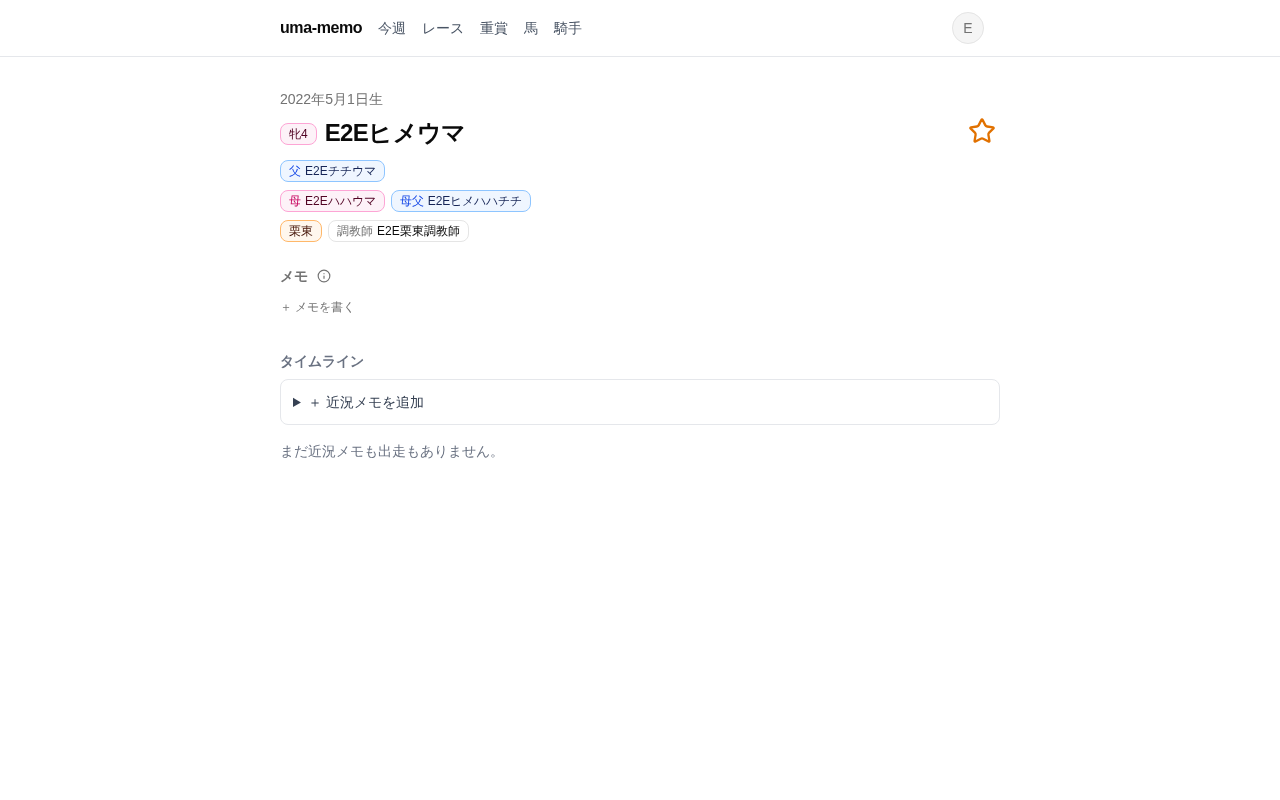 uma-memo 今週 レース 重賞 馬 騎手 E
2022年5月1日生
牝4 E2Eヒメウマ
父 E2Eチチウマ
母 E2Eハハウマ 母父 E2Eヒメハハチチ
栗東 調教師 E2E栗東調教師
メモ
＋ メモを書く
タイムライン
＋ 近況メモを追加
まだ近況メモも出走もありません。